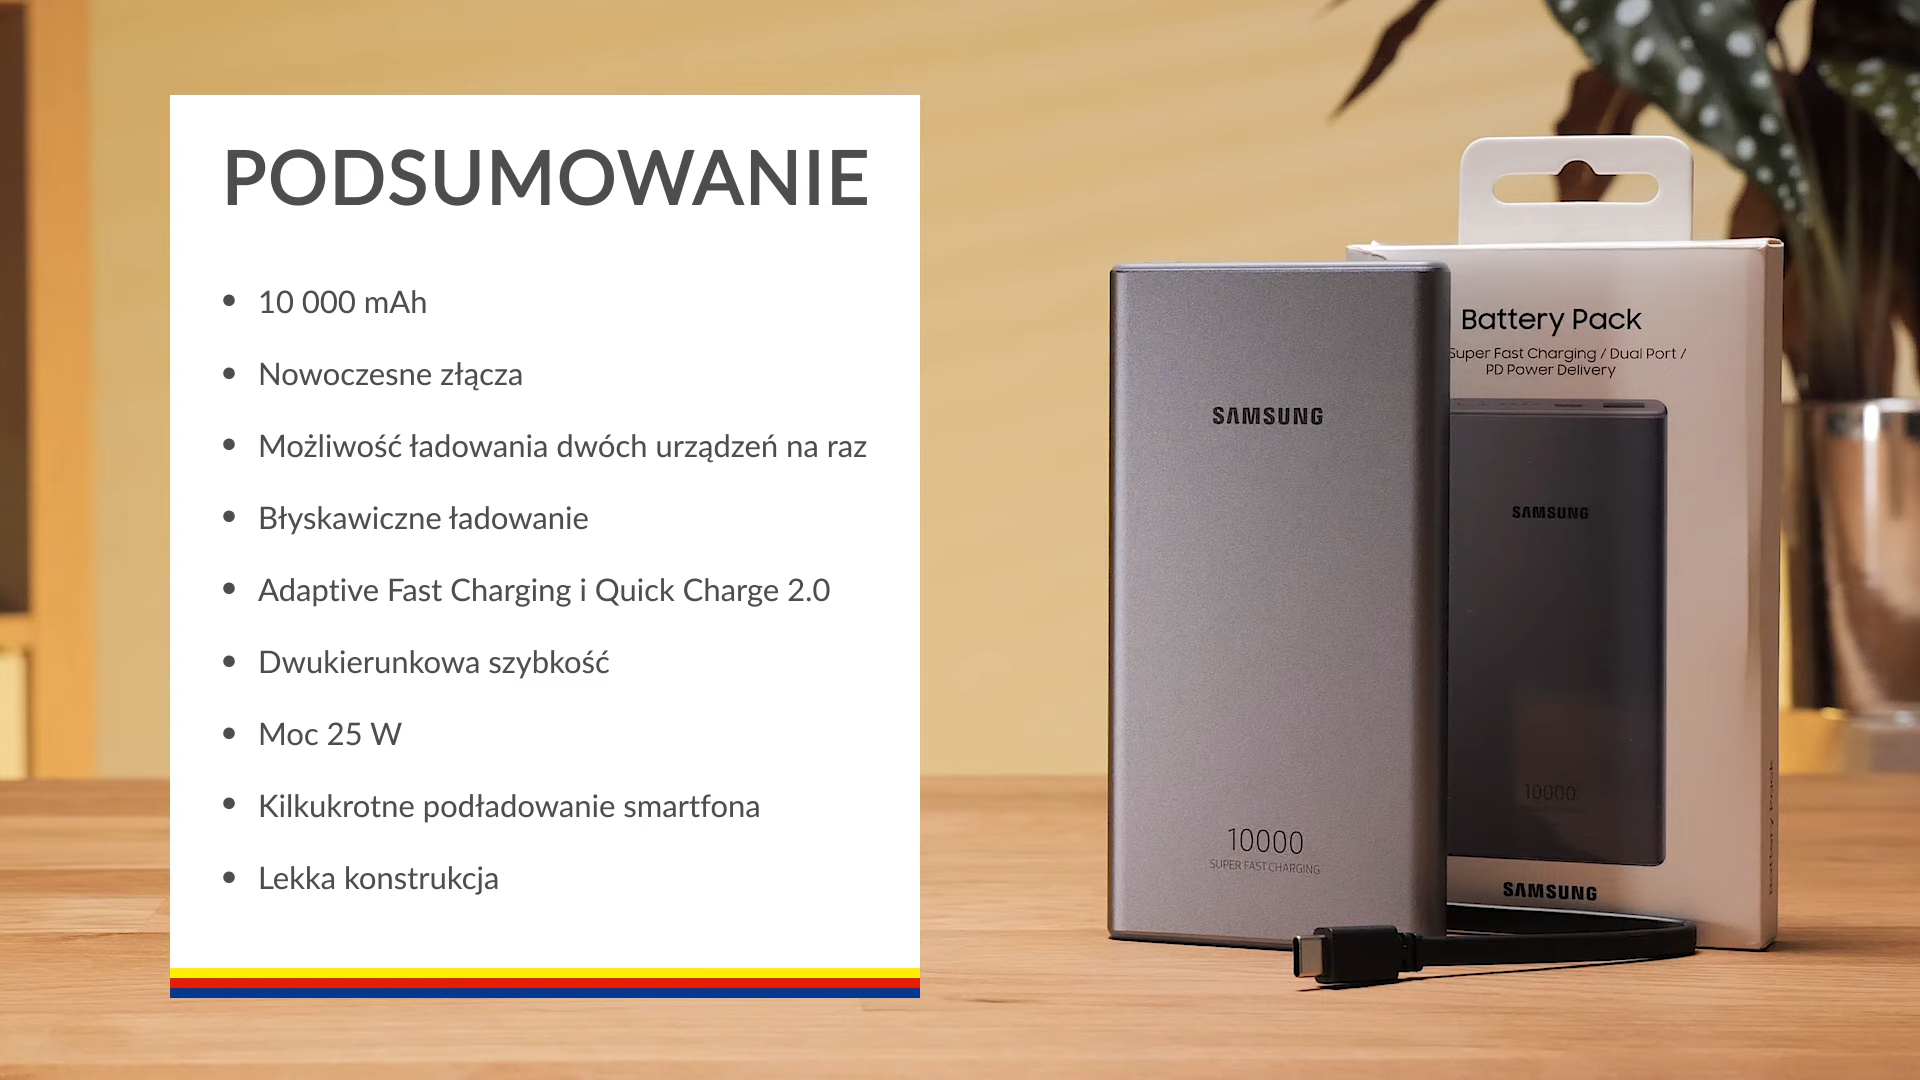 PODSUMOWANIE
• 10 000 mAh
• Nowoczesne złącza
• Możliwość ładowania dwóch urządzeń na raz
• Błyskawiczne ładowanie
• Adaptive Fast Charging i Quick Charge 2.0
• Dwukierunkowa szybkość
• Moc 25 W
• Kilkukrotne podładowanie smartfona
• Lekka konstrukcja
SAMSUNG
10000
SUPER FAST CHARGING
Battery Pack
Super Fast Charging / Dual Port /
PD Power Delivery
SAMSUNG
10000
SAMSUNG
Battery Pack